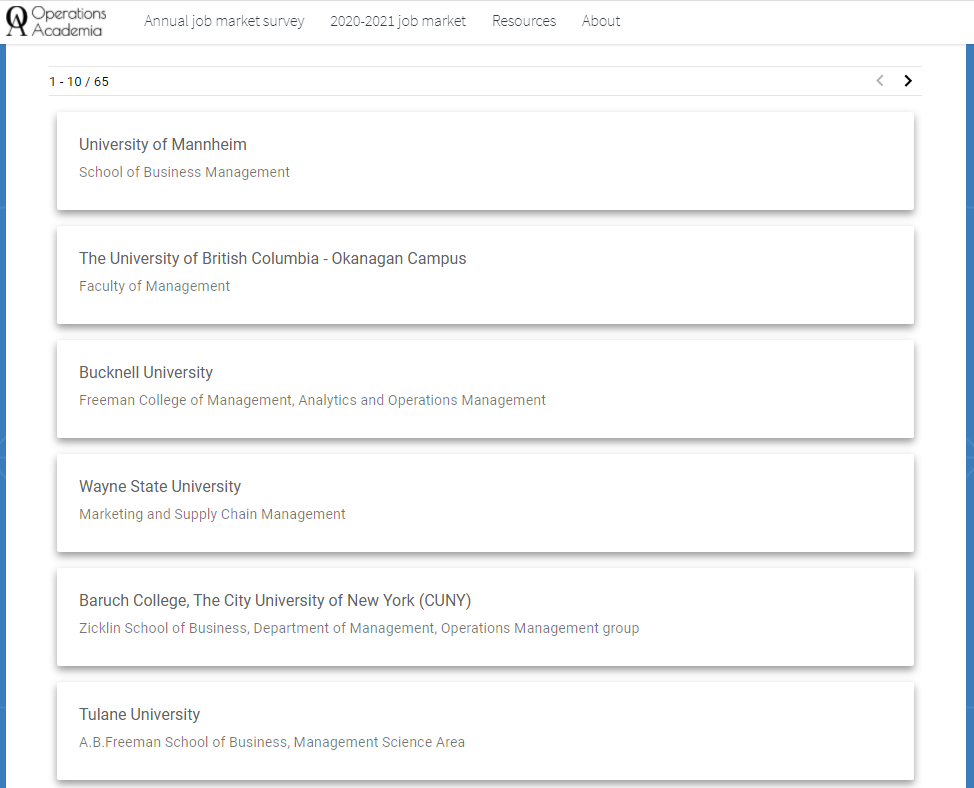 Operations
Academia
Annual job market survey 2020-2021 job market Resources About
1 - 10 / 65
University of Mannheim
School of Business Management
The University of British Columbia - Okanagan Campus
Faculty of Management
Bucknell University
Freeman College of Management, Analytics and Operations Management
Wayne State University
Marketing and Supply Chain Management
Baruch College, The City University of New York (CUNY)
Zicklin School of Business, Department of Management, Operations Management group
Tulane University
A.B.Freeman School of Business, Management Science Area